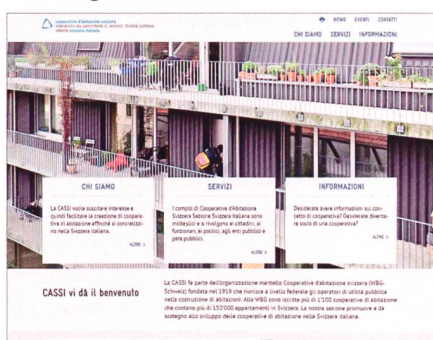 cooperative d'abitazione svizzera
regione svizzera italiana
NEWS EVENTI CONTATTI
CHI SIAMO SERVIZI INFORMAZIONI
CHI SIAMO
La CASSI vuole suscitare interesse e
quindi facilitare la creazione di coopera-
tive di abitazione affinché si concretizzi-
no nella Svizzera italiana.
ALTRO >
SERVIZI
I compiti di Cooperative d'Abitazione
Svizzera Sezione Svizzera Italiana sono
molteplici e si rivolgono ai cittadini, ai
funzionari, ai politici, agli enti pubblici e
para pubblici.
ALTRO >
INFORMAZIONI
Desiderate avere informazioni sul con-
cetto di cooperativa? Desiderate diventa-
re socio di una cooperativa?
ALTRO >
CASSI vi dà il benvenuto
La CASSI fa parte dell'organizzazione mantello Cooperative d'abitazione svizzera (WBG-
Schweiz) fondata nel 1919 che riunisce a livello federale gli operatori di utilità pubblica
nella costruzione di abitazioni. Alla WBG sono iscritte più di 1'100 cooperative di abitazione
che contano più di 150'000 appartamenti in Svizzera. La nostra sezione promuove e dà
sostegno allo sviluppo delle cooperative di abitazione nella Svizzera italiana.